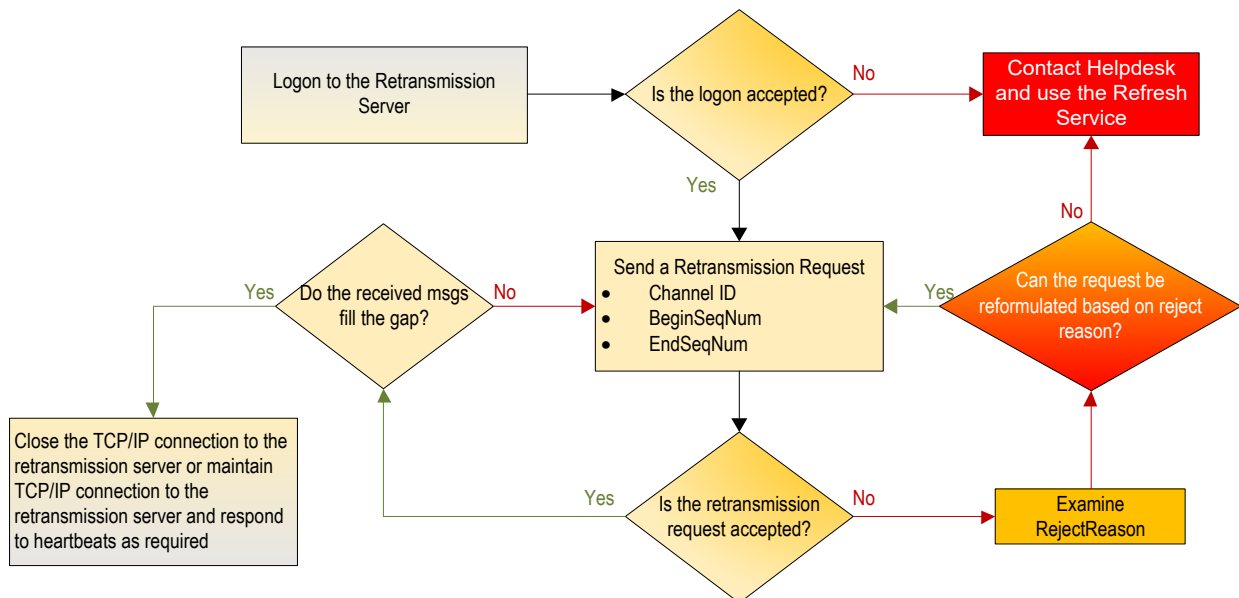 Logon to the Retransmission
Server
Is the logon accepted?
No
Contact Helpdesk
and use the Refresh
Service
Yes
No
Send a Retransmission Request
• Channel ID
• BeginSeqNum
• EndSeqNum
Yes
Do the received msgs
fill the gap?
No
Yes
Can the request be
reformulated based on reject
reason?
Close the TCP/IP connection to the
retransmission server or maintain
TCP/IP connection to the
retransmission server and respond
to heartbeats as required
Yes
Is the retransmission
request accepted?
No
Examine
RejectReason